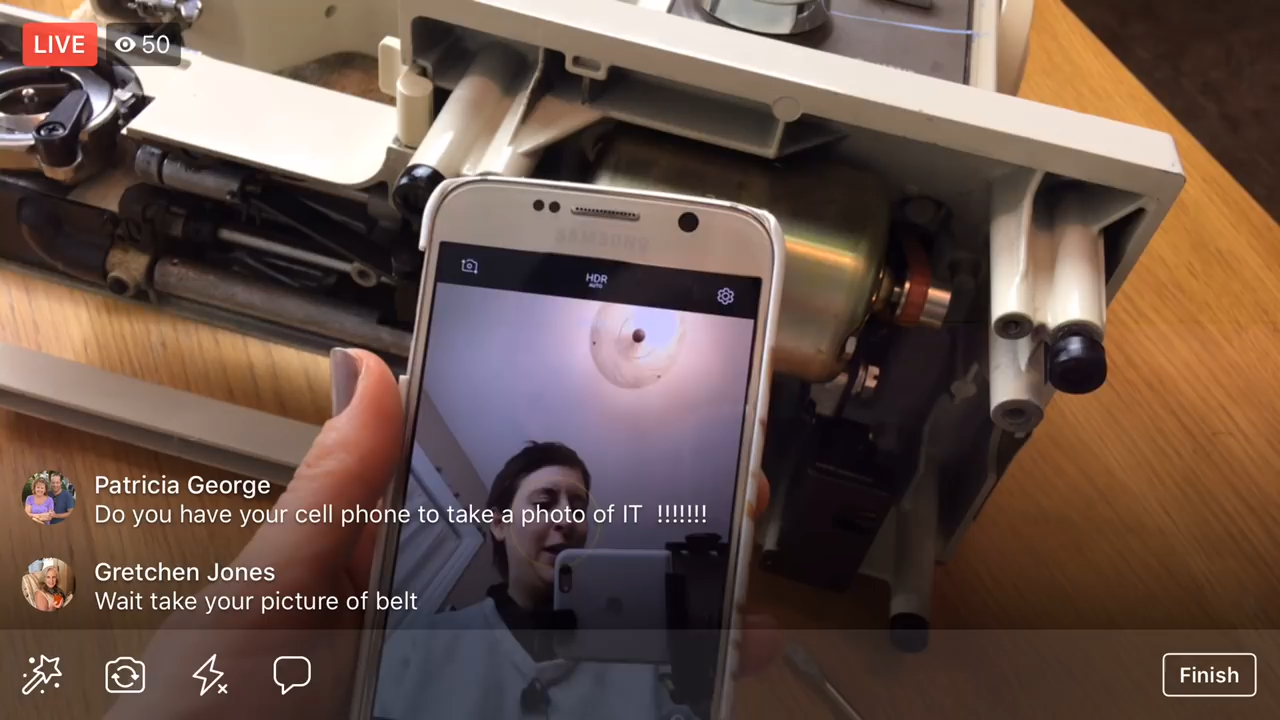 LIVE
50
SAMSUNG
HDR
AUTO
Patricia George
Do you have your cell phone to take a photo of IT !!!!!!!
Gretchen Jones
Wait take your picture of belt
Finish